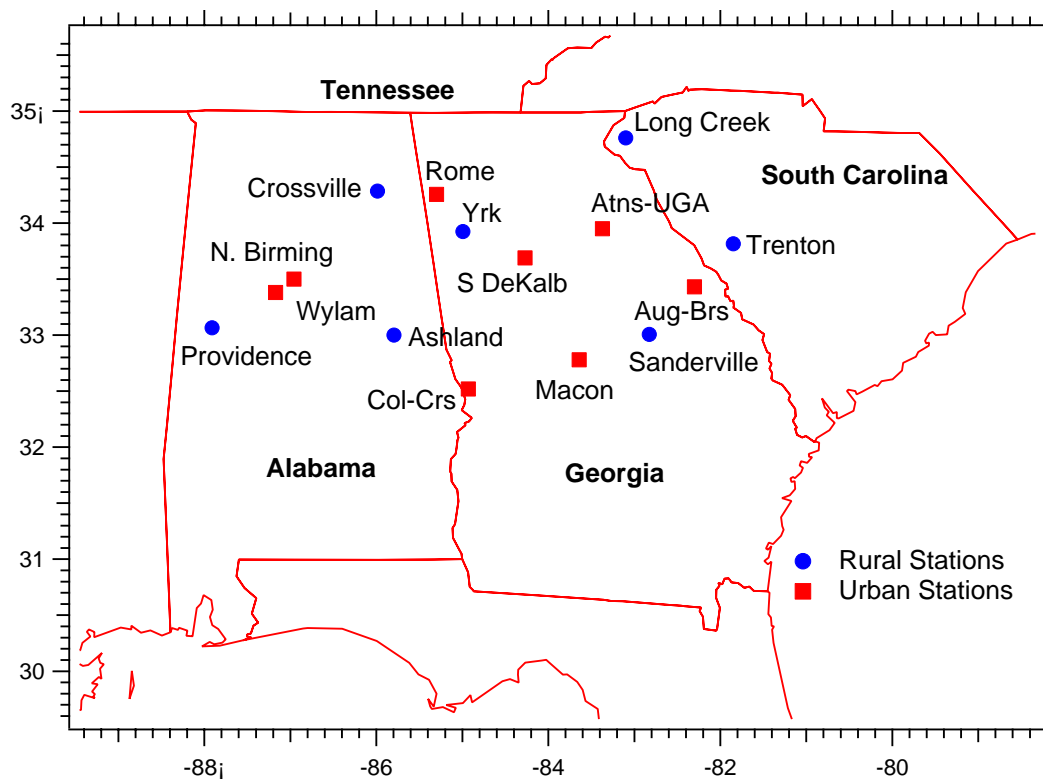 Tennessee
35¡
Long Creek
Rome
South Carolina
Crossville
Atns-UGA
34
Yrk
Trenton
N. Birming
S DeKalb
Wylam
Aug-Brs
33
Ashland
Providence
Sanderville
Macon
Col-Crs
32
Alabama
Georgia
31
Rural Stations
Urban Stations
30
-88¡
-86
-84
-82
-80